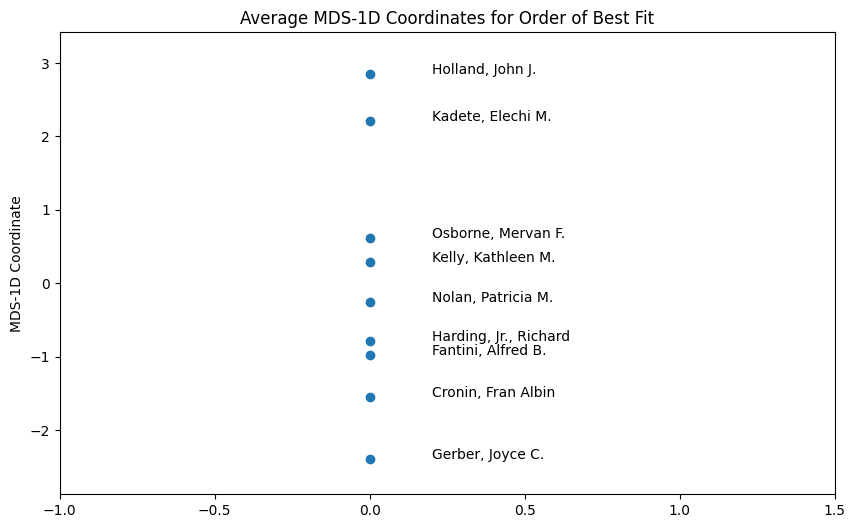 Average MDS-1D Coordinates for Order of Best Fit
MDS-1D Coordinate
3
2
1
0
−1
−2
Holland, John J.
Kadete, Elechi M.
Osborne, Mervan F.
Kelly, Kathleen M.
Nolan, Patricia M.
Harding, Jr., Richard
Fantini, Alfred B.
Cronin, Fran Albin
Gerber, Joyce C.
−1.0 −0.5 0.0 0.5 1.0 1.5